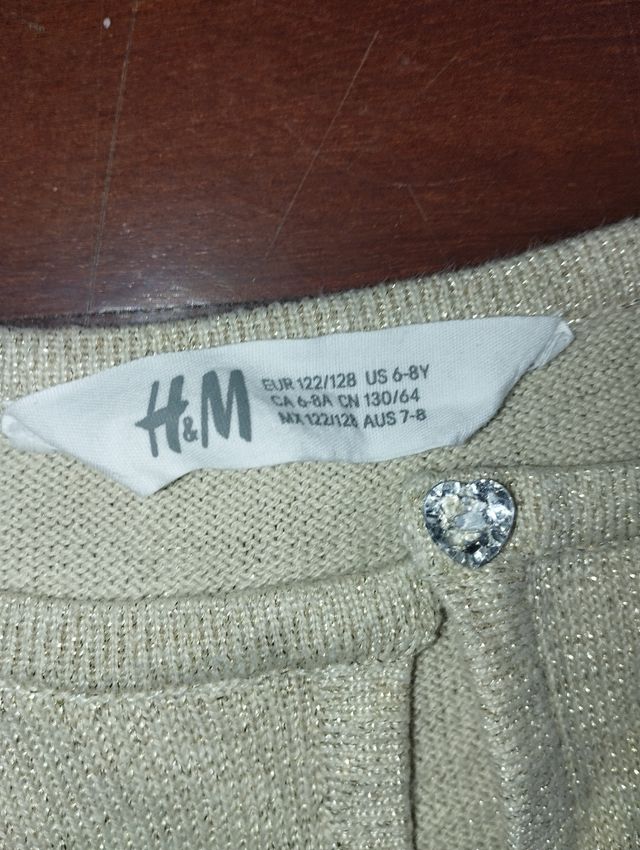 H&M
EUR 122/128 US 6-8Y
CA 6-8A CN 130/64
MX 122/128 AUS 7-8